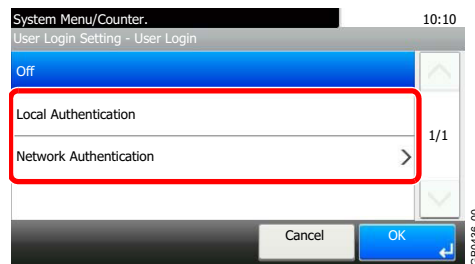 System Menu/Counter. 10:10
User Login Setting - User Login
Off
Local Authentication
1/1
Network Authentication
Cancel OK